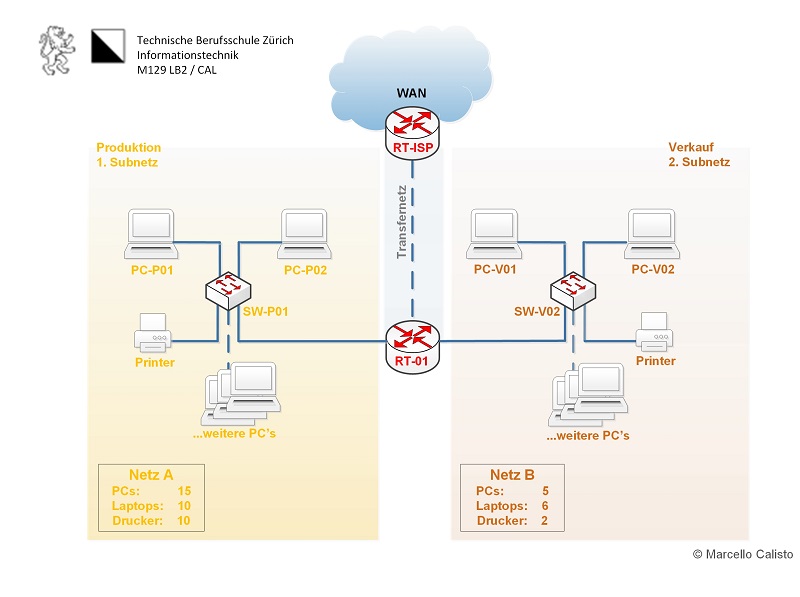 Technische Berufsschule Zürich
Informationstechnik
M129 LB2 / CAL
WAN
RT-ISP
Transfernetz
Produktion
1. Subnetz
Verkauf
2. Subnetz
PC-P01
PC-P02
SW-P01
Printer
...weitere PC's
RT-01
PC-V01
PC-V02
SW-V02
Printer
...weitere PC's
Netz A
PCs: 15
Laptops: 10
Drucker: 10
Netz B
PCs: 5
Laptops: 6
Drucker: 2
© Marcello Calisto